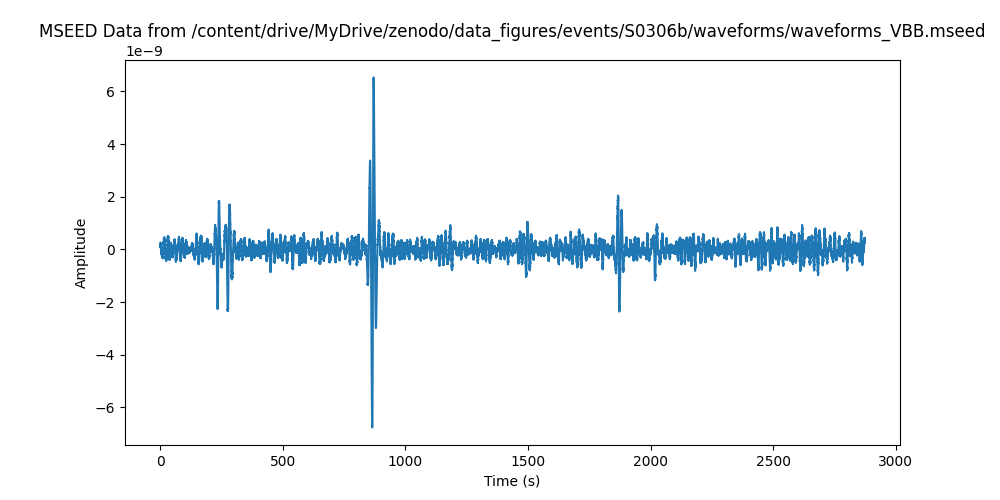 MSEED Data from /content/drive/MyDrive/zenodo/data_figures/events/S0306b/waveforms/waveforms_VBB.mseed
1e−9
6
4
2
0
−2
−4
−6
Amplitude
0 500 1000 1500 2000 2500 3000
Time (s)